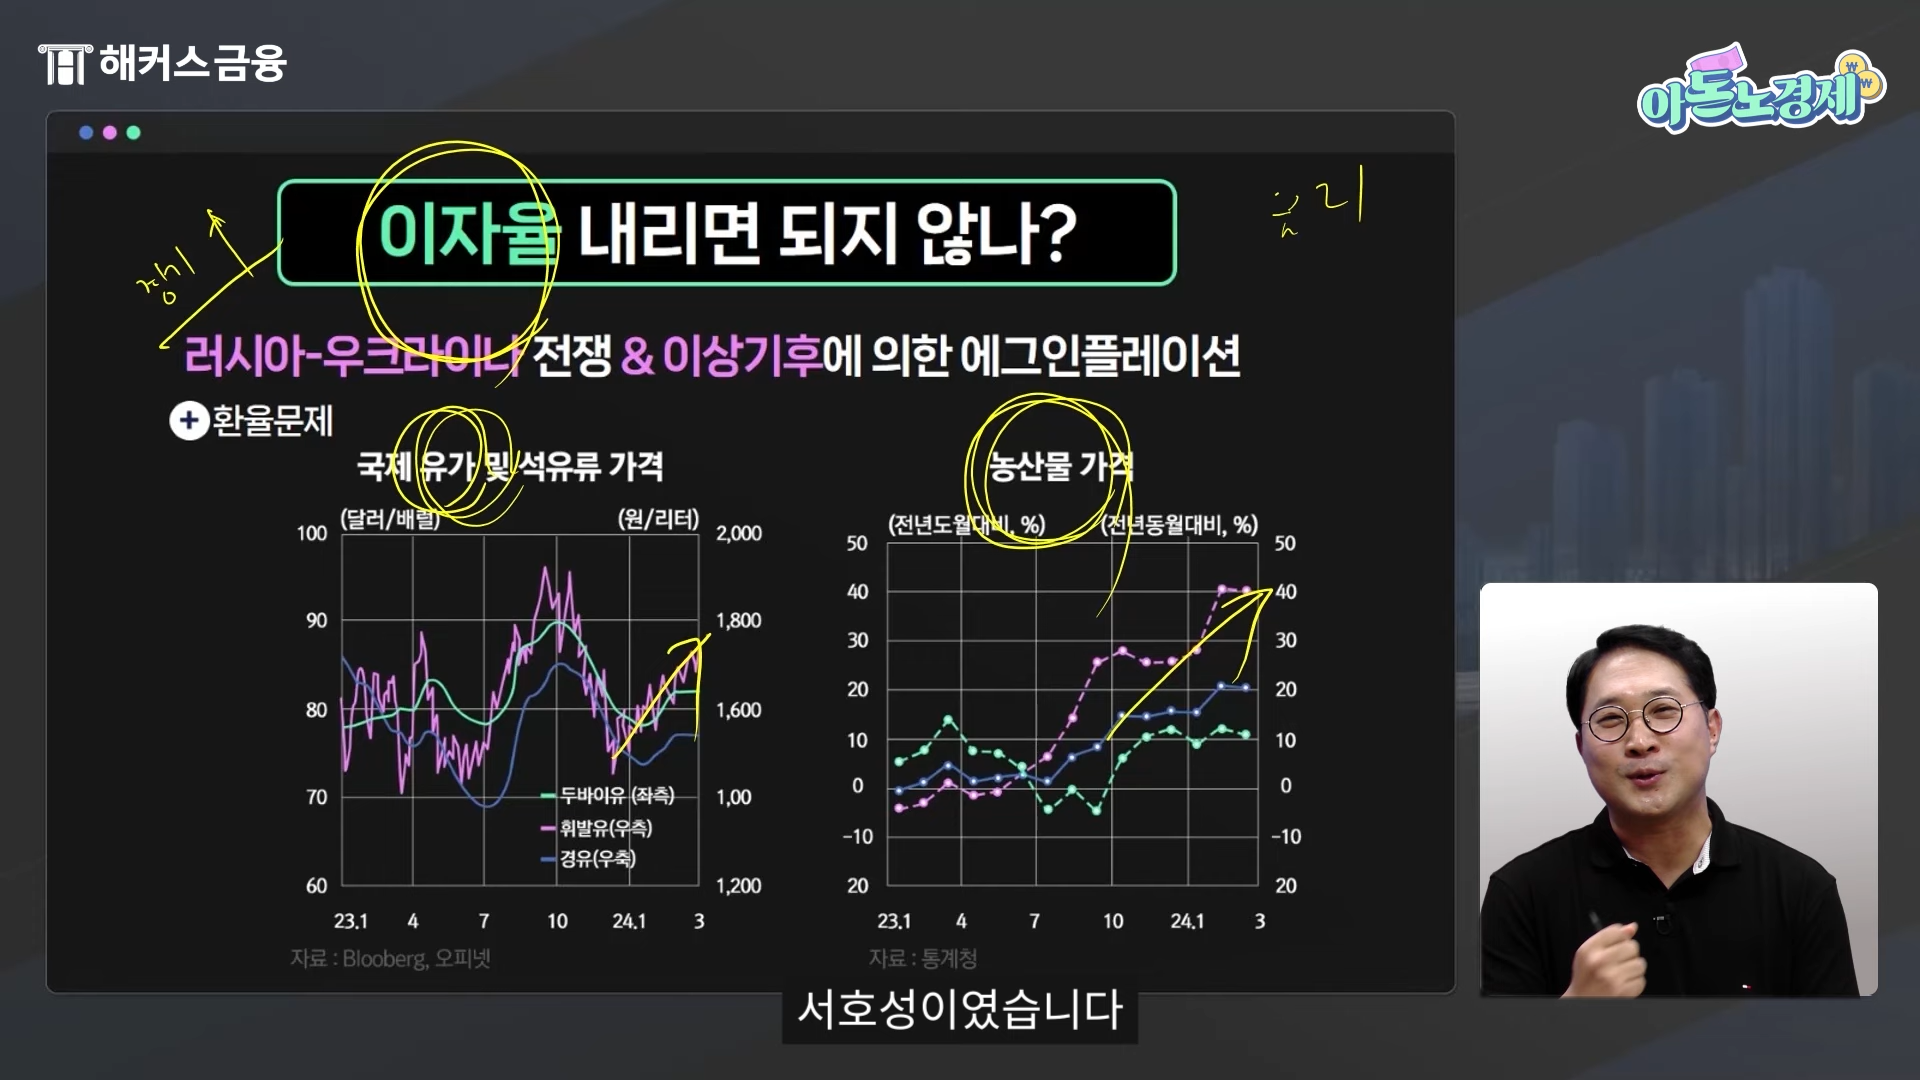 해커스금융
아돈노경제
이자율 내리면 되지 않나?
금리
경기
러시아-우크라이나 전쟁 & 이상기후에 의한 에그인플레이션
+ 환율문제
국제 유가 및 석유류 가격
(달러/배럴) (원/리터)
100 2,000
90 1,800
80 1,600
70 1,00
60 1,200
두바이유 (좌측)
휘발유(우측)
경유(우축)
23.1 4 7 10 24.1 3
자료 : Blooberg, 오피넷
농산물 가격
(전년도월대비, %) (전년동월대비, %)
50 50
40 40
30 30
20 20
10 10
0 0
-10 -10
20 20
23.1 4 7 10 24.1 3
자료 : 통계청
서호성이였습니다